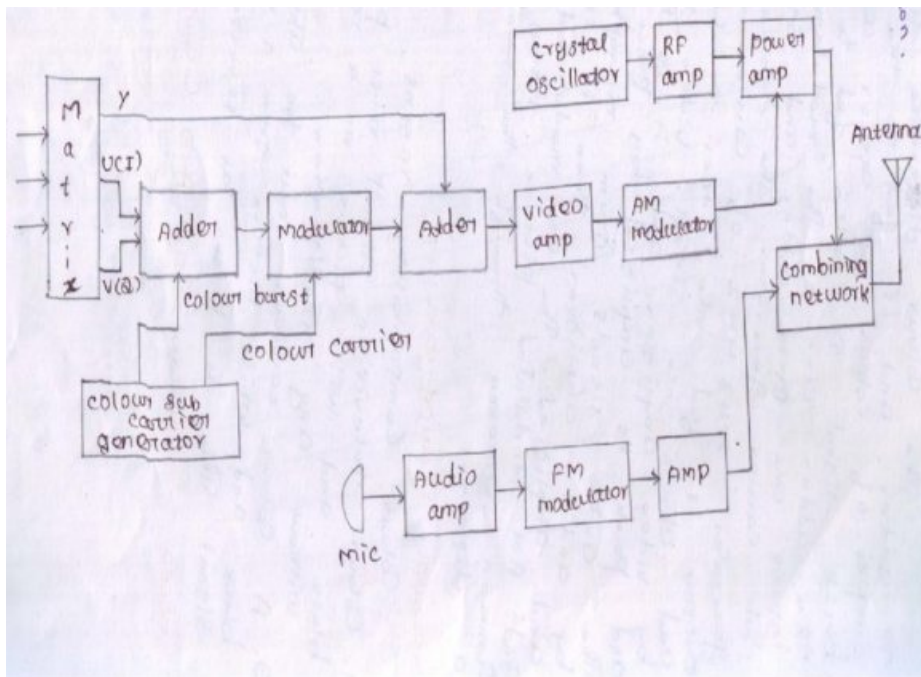 Crystal
oscillator
RF
amp
power
amp
Antenna
M
a
t
r
i
x
Y
U(I)
V(Q)
Adder
Modulator
Adder
Video
amp
AM
modulator
Combining
network
colour burst
colour carrier
colour sub
carrier
generator
Mic
Audio
amp
FM
modulator
AMP